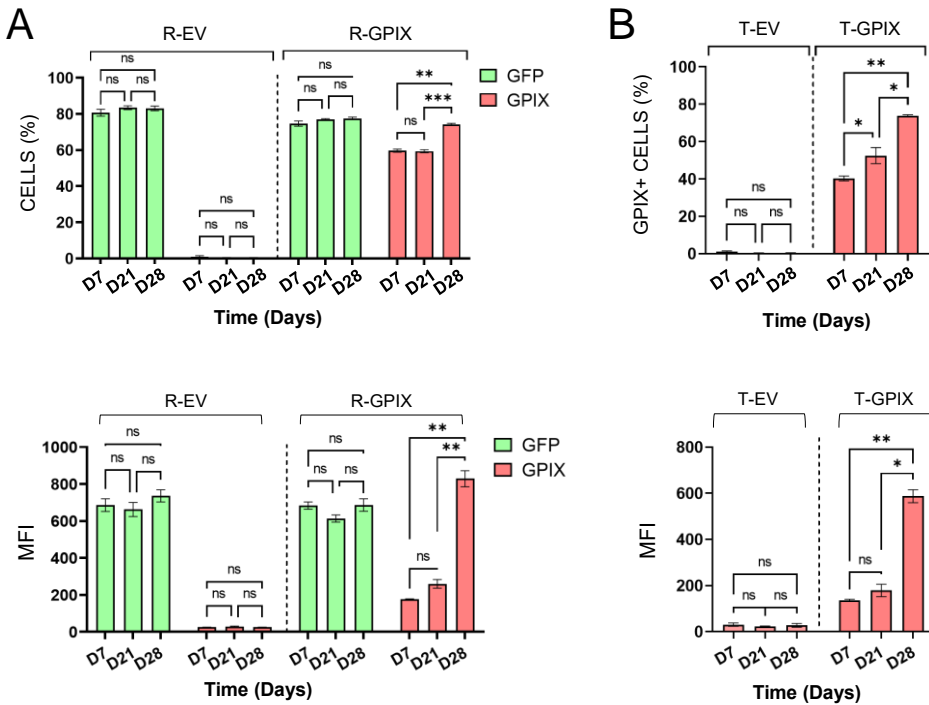 A
R-EV
R-GPIX
ns
ns
ns
ns
ns
ns
**
***
ns
GFP
GPIX
CELLS (%)
100
80
60
40
20
0
ns
ns
ns
D7 D21 D28 D7 D21 D28 D7 D21 D28 D7 D21 D28
Time (Days)
B
T-EV
T-GPIX
GPIX+ CELLS (%)
100
80
60
40
20
0
**
*
*
ns
ns
ns
D7 D21 D28 D7 D21 D28
Time (Days)
R-EV
R-GPIX
GFP
GPIX
MFI
1000
800
600
400
200
0
ns
ns
ns
ns
ns
ns
ns
ns
ns
**
**
ns
D7 D21 D28 D7 D21 D28 D7 D21 D28 D7 D21 D28
Time (Days)
T-EV
T-GPIX
MFI
800
600
400
200
0
**
*
ns
ns
ns
ns
D7 D21 D28 D7 D21 D28
Time (Days)